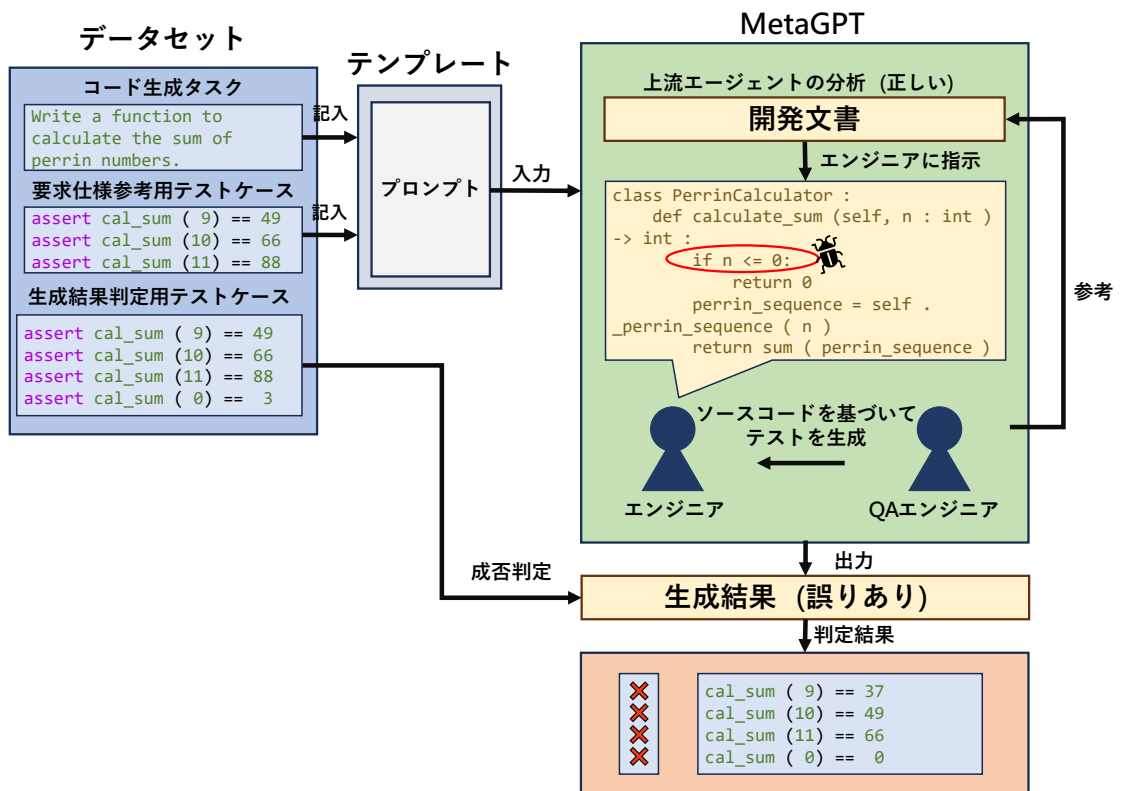 データセット
コード生成タスク
Write a function to
calculate the sum of
perrin numbers.
要求仕様参考用テストケース
assert cal_sum ( 9) == 49
assert cal_sum (10) == 66
assert cal_sum (11) == 88
生成結果判定用テストケース
assert cal_sum ( 9) == 49
assert cal_sum (10) == 66
assert cal_sum (11) == 88
assert cal_sum ( 0) ==  3
記入
記入
テンプレート
プロンプト
入力
MetaGPT
上流エージェントの分析 (正しい)
開発文書
エンジニアに指示
class PerrinCalculator :
    def calculate_sum (self, n : int )
-> int :
        if n <= 0:
            return 0
        perrin_sequence = self .
_perrin_sequence ( n )
        return sum ( perrin_sequence )
参考
ソースコードを基づいて
テストを生成
エンジニア
QAエンジニア
出力
成否判定
生成結果 (誤りあり)
判定結果
cal_sum ( 9) == 37
cal_sum (10) == 49
cal_sum (11) == 66
cal_sum ( 0) ==  0